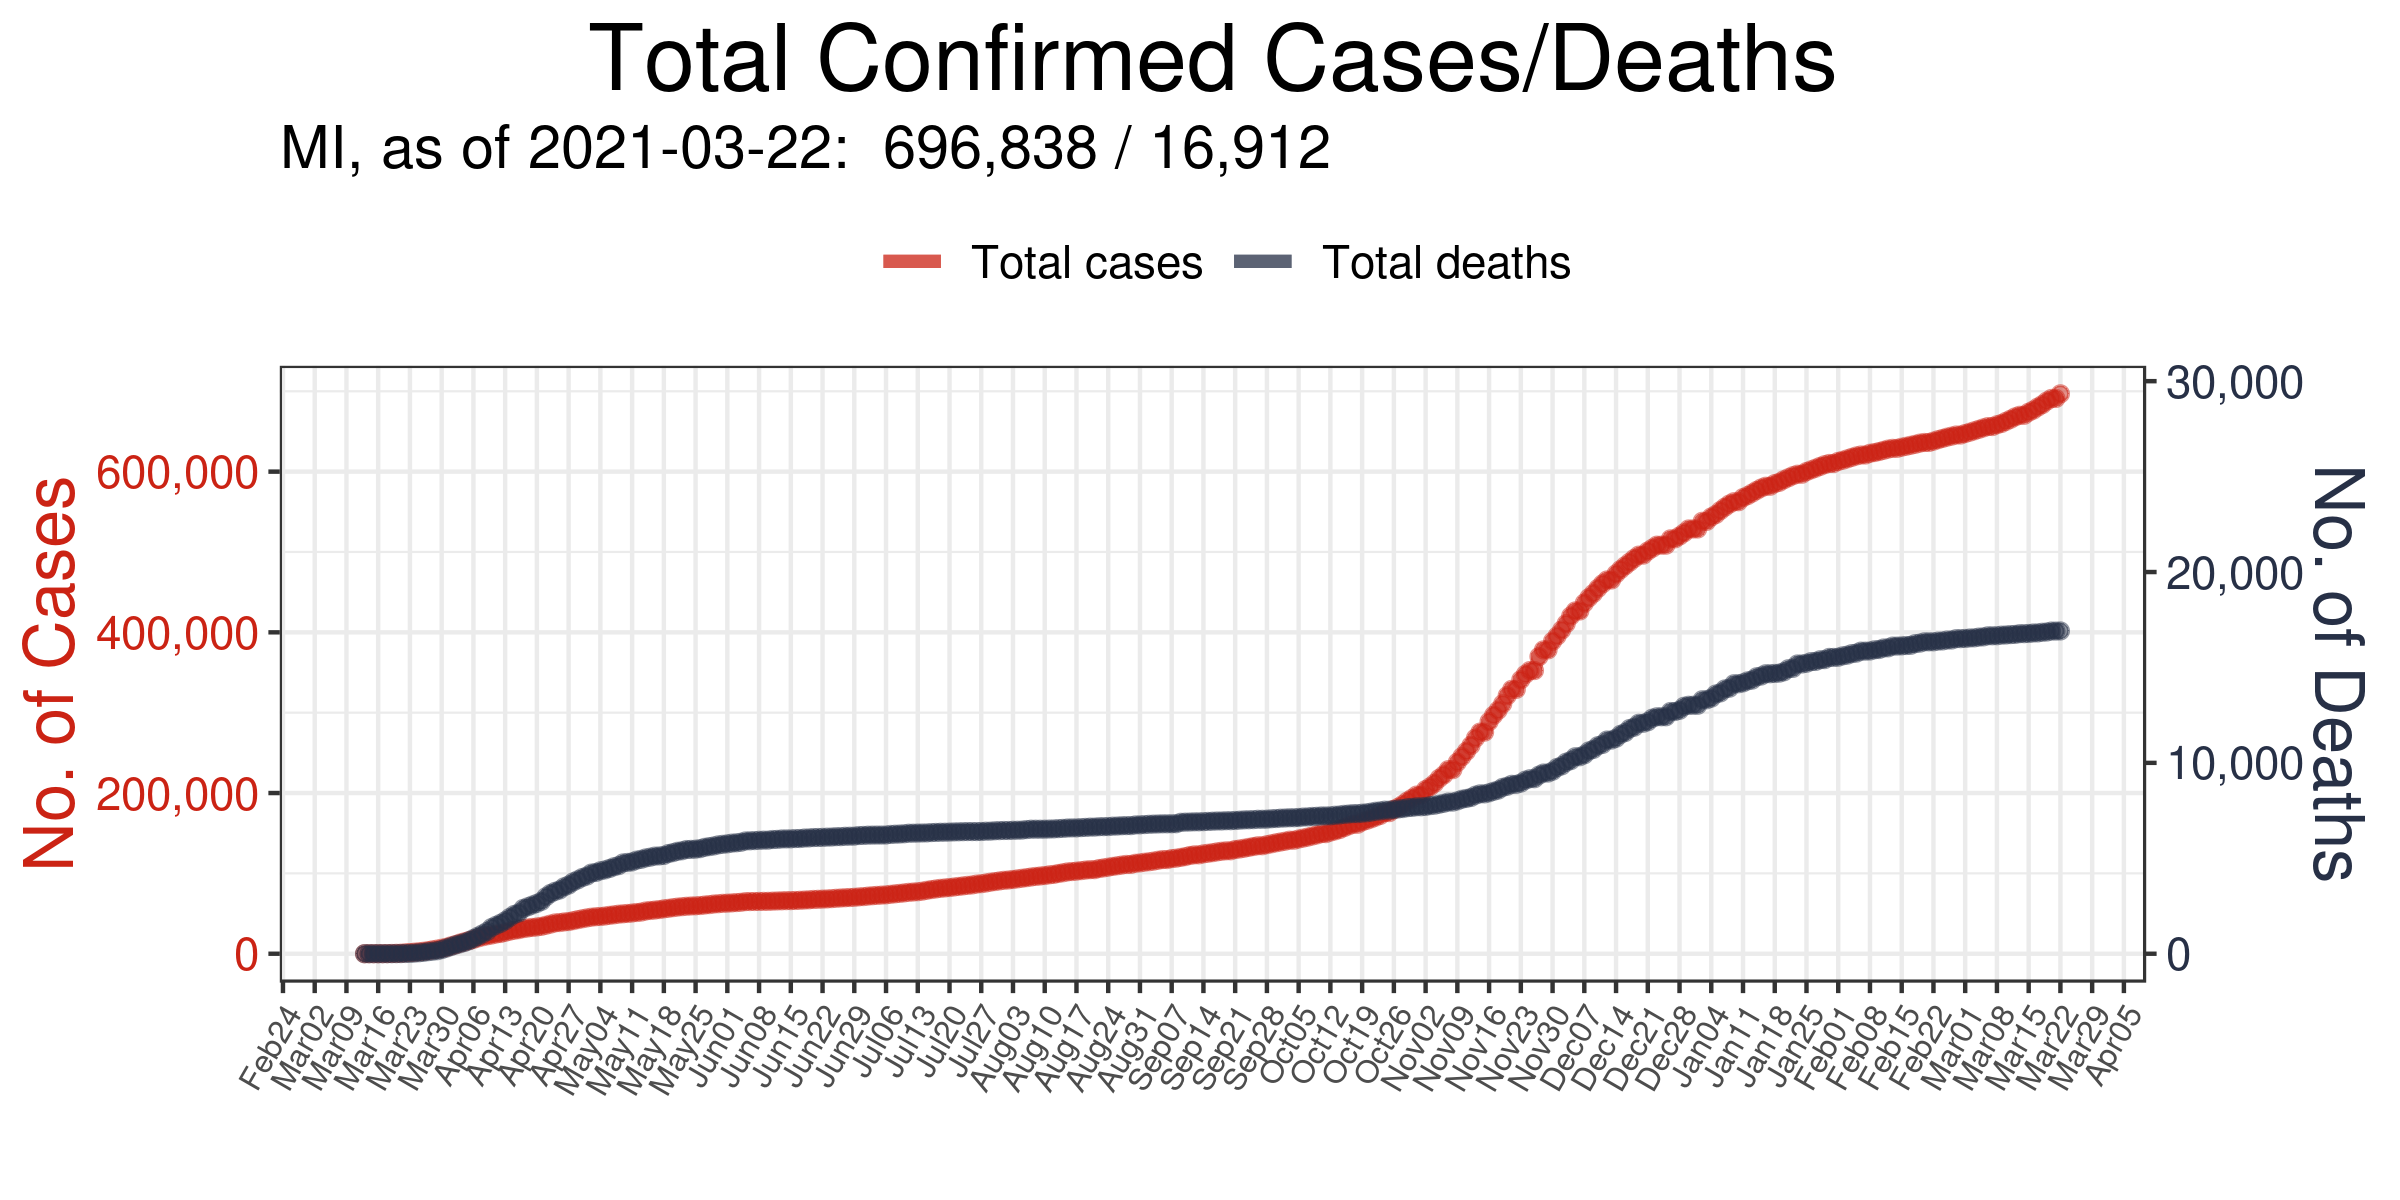 Total Confirmed Cases/Deaths
MI, as of 2021-03-22:  696,838 / 16,912
Total cases
Total deaths
No. of Cases
600,000
400,000
200,000
0
30,000
20,000
10,000
0
No. of Deaths
Feb24
Mar02
Mar09
Mar16
Mar23
Mar30
Apr06
Apr13
Apr20
Apr27
May04
May11
May18
May25
Jun01
Jun08
Jun15
Jun22
Jun29
Jul06
Jul13
Jul20
Jul27
Aug03
Aug10
Aug17
Aug24
Aug31
Sep07
Sep14
Sep21
Sep28
Oct05
Oct12
Oct19
Oct26
Nov02
Nov09
Nov16
Nov23
Nov30
Dec07
Dec14
Dec21
Dec28
Jan04
Jan11
Jan18
Jan25
Feb01
Feb08
Feb15
Feb22
Mar01
Mar08
Mar15
Mar22
Mar29
Apr05